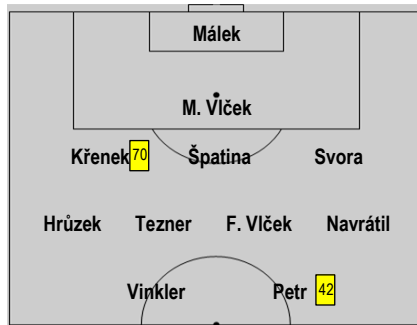 Málek
M. Vlček
Křenek 70 Špatina Svora
Hrůzek Tezner F. Vlček Navrátil
Vinkler Petr 42